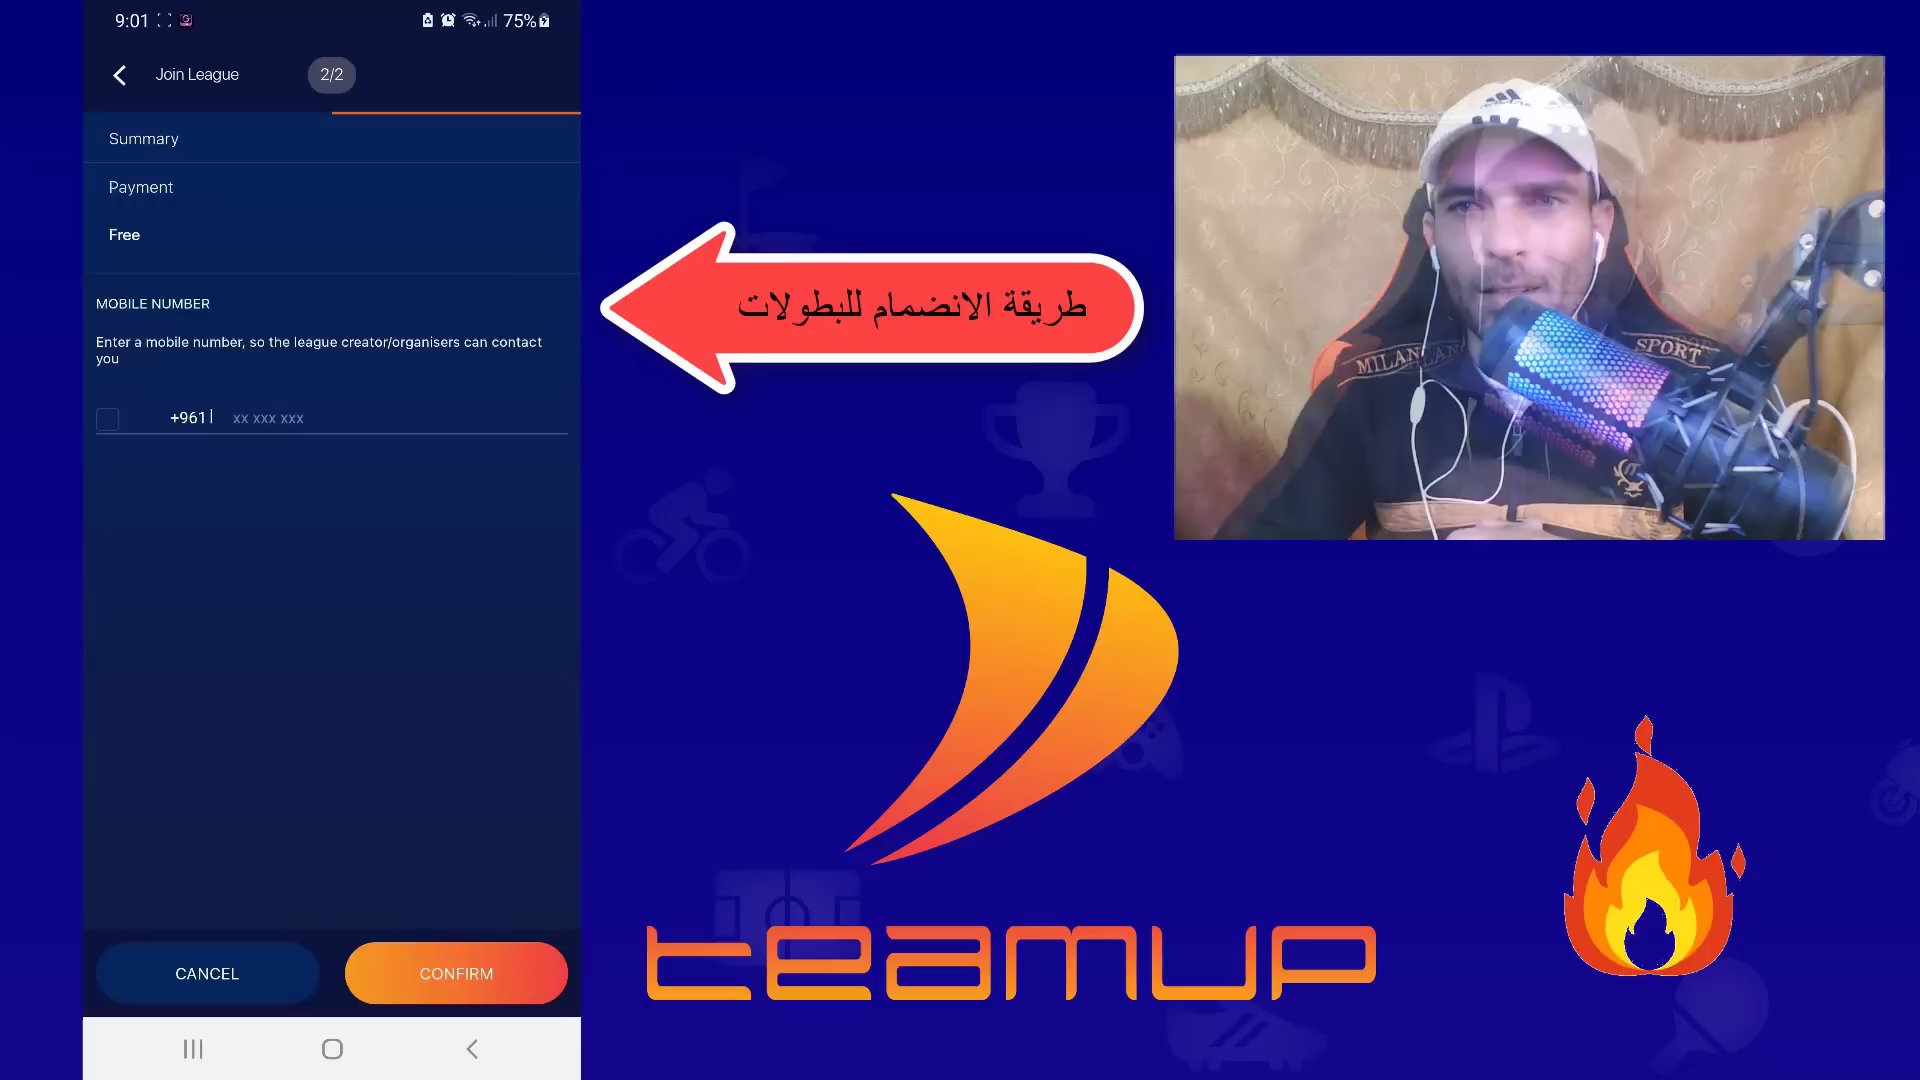 9:01
75%
Join League
2/2
Summary
Payment
Free
MOBILE NUMBER
Enter a mobile number, so the league creator/organisers can contact
you
+961
xx xxx xxx
CANCEL
CONFIRM
طريقة الانضمام للبطولات
MILAN
SPORT
teamup